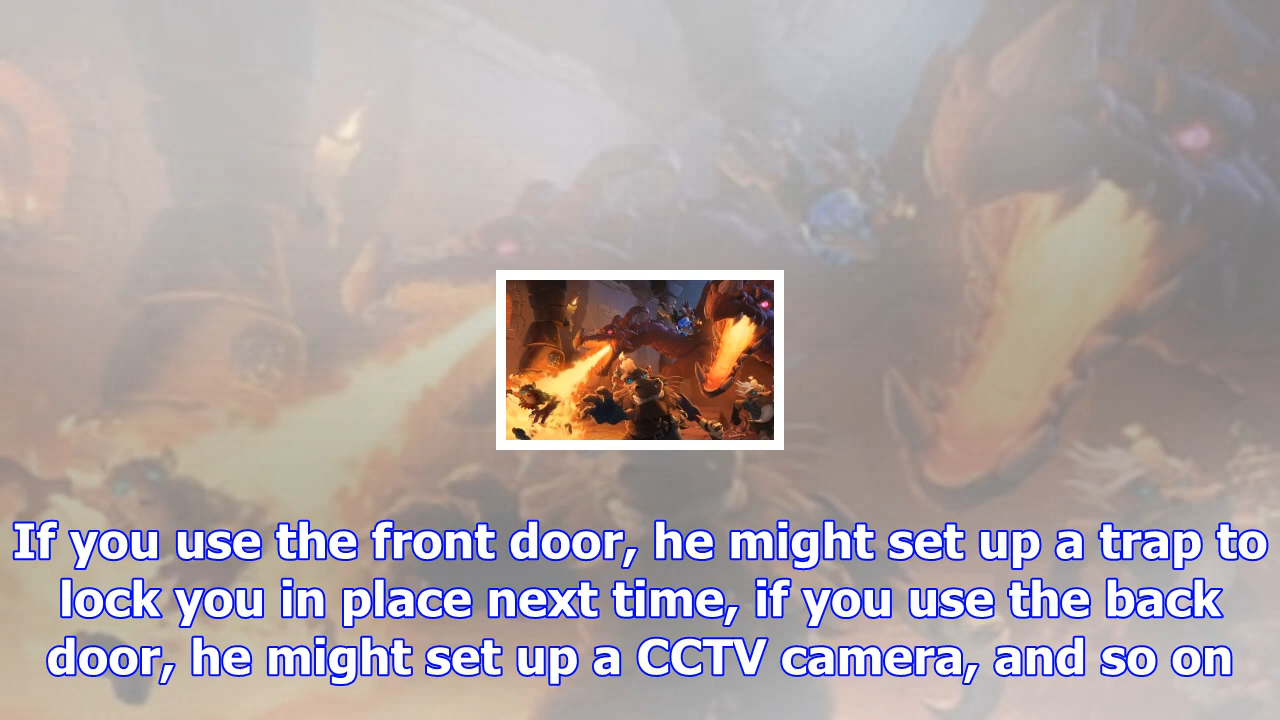 If you use the front door, he might set up a trap to
lock you in place next time, if you use the back
door, he might set up a CCTV camera, and so on